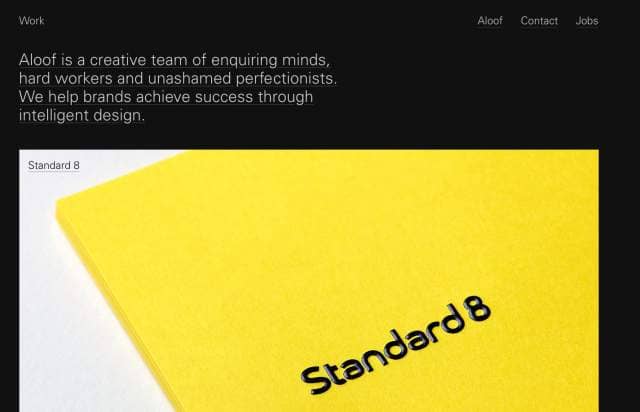 Work
Aloof
Contact
Jobs
Aloof is a creative team of enquiring minds,
hard workers and unashamed perfectionists.
We help brands achieve success through
intelligent design.
Standard 8
Standard 8